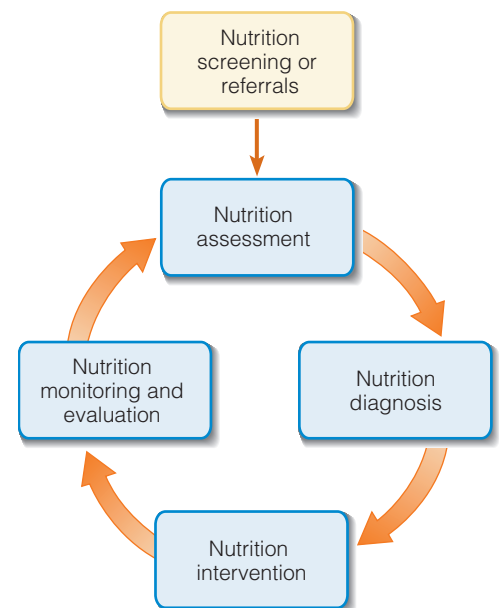 Nutrition
screening or
referrals
Nutrition
assessment
Nutrition
diagnosis
Nutrition
intervention
Nutrition
monitoring and
evaluation